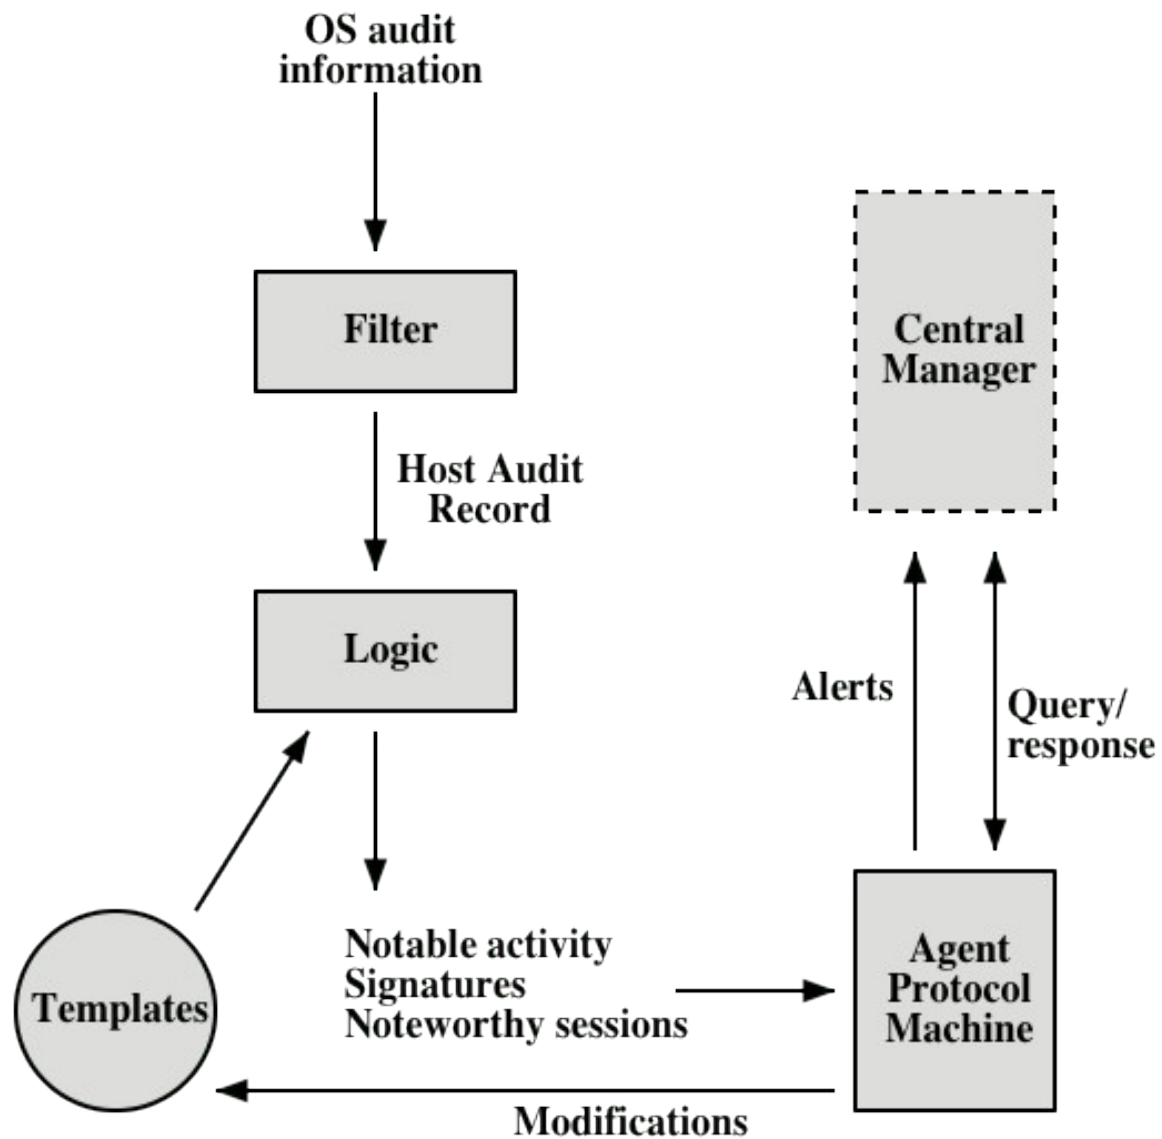 OS audit
information
Filter
Central
Manager
Host Audit
Record
Logic
Alerts
Query/
response
Notable activity
Signatures
Noteworthy sessions
Templates
Agent
Protocol
Machine
Modifications